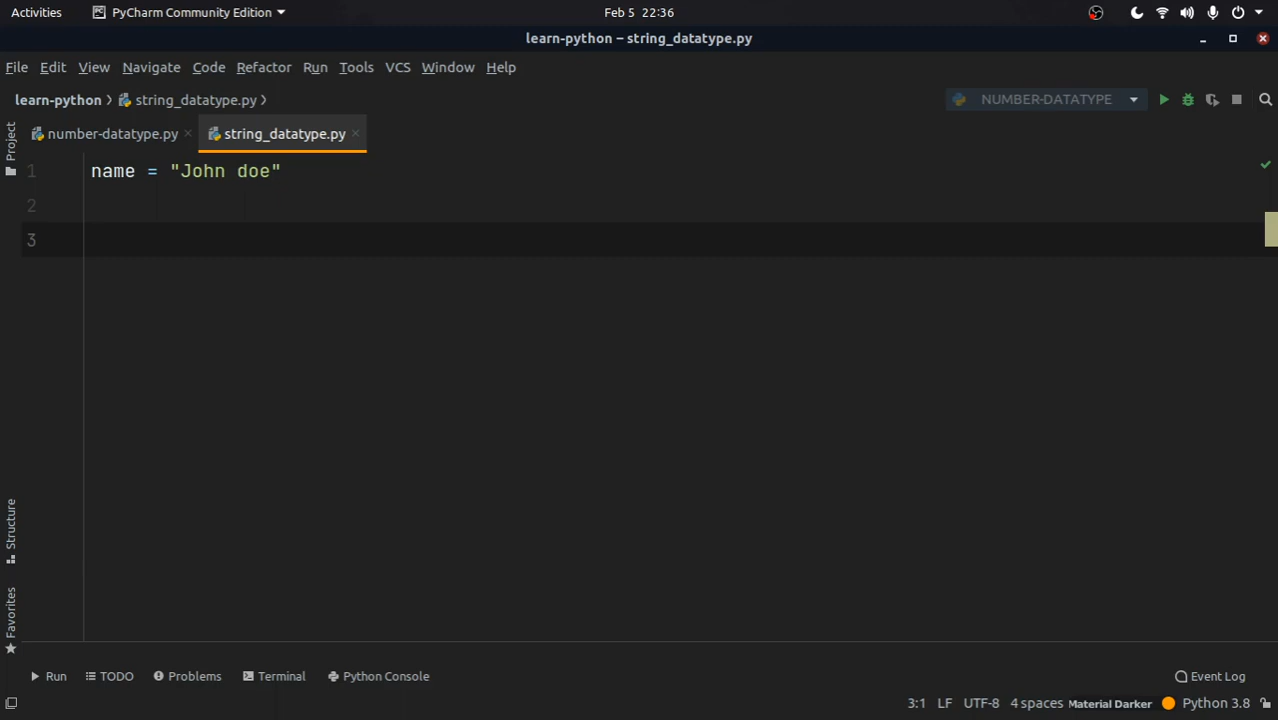 Activities PyCharm Community Edition Feb 5 22:36
learn-python – string_datatype.py
File Edit View Navigate Code Refactor Run Tools VCS Window Help
learn-python string_datatype.py NUMBER-DATATYPE
number-datatype.py string_datatype.py
Project
1 name = "John doe"
2
3
Structure
Favorites
Run TODO Problems Terminal Python Console Event Log
3:1 LF UTF-8 4 spaces Material Darker Python 3.8